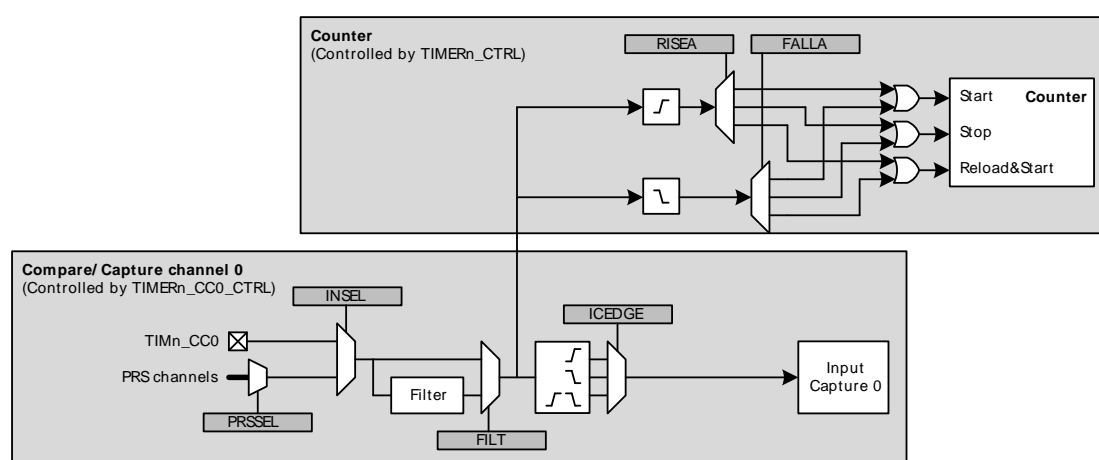 Counter
(Controlled by TIMERn_CTRL)
RISEA
FALLA
Start
Counter
Stop
Reload&Start
Compare/ Capture channel 0
(Controlled by TIMERn_CC0_CTRL)
INSEL
ICEDGE
TIMn_CC0
PRS channels
Filter
Input
Capture 0
PRSSEL
FILT